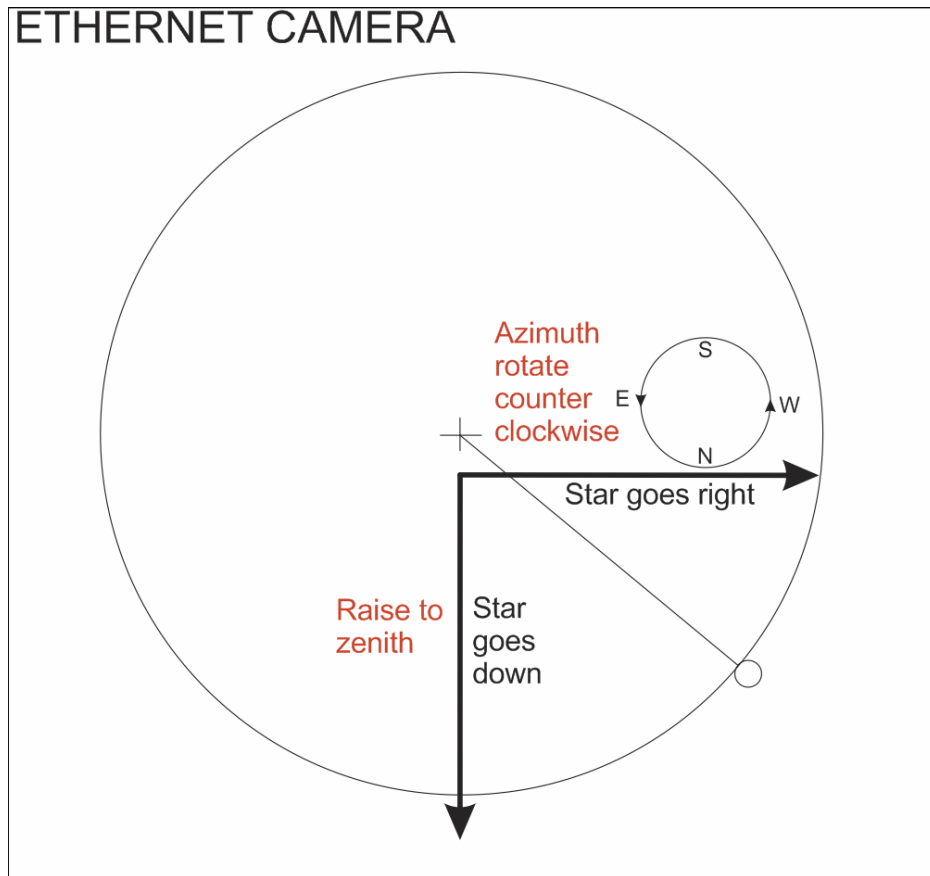 ETHERNET CAMERA
Azimuth
rotate
counter
clockwise
S
E
W
N
Star goes right
Raise to
zenith
Star
goes
down